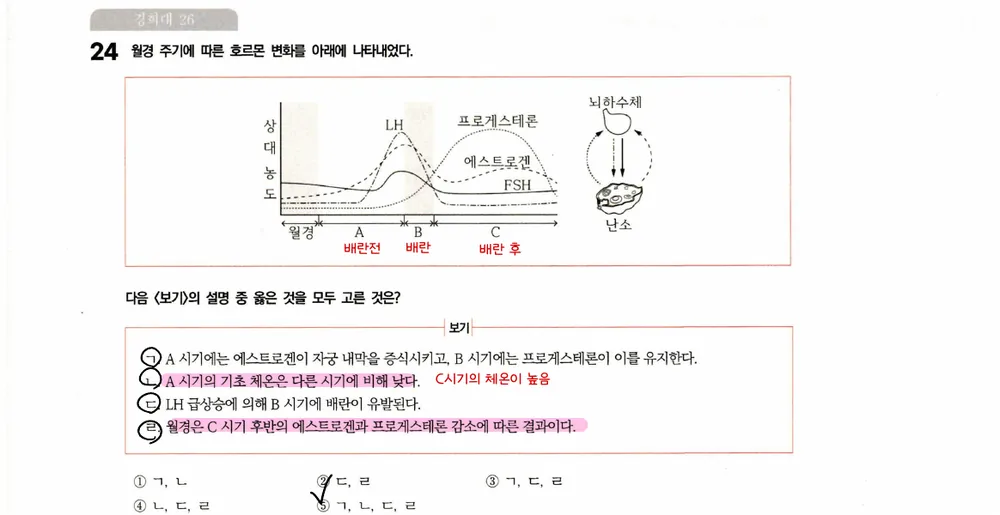 경희대 26
24 월경 주기에 따른 호르몬 변화를 아래에 나타내었다.
상대농도
LH
프로게스테론
에스트로겐
FSH
월경 A B C
배란전 배란 배란 후
뇌하수체
난소
다음 〈보기〉의 설명 중 옳은 것을 모두 고른 것은?
보기
ㄱ A 시기에는 에스트로겐이 자궁 내막을 증식시키고, B 시기에는 프로게스테론이 이를 유지한다.
ㄴ A 시기의 기초 체온은 다른 시기에 비해 낮다. C시기의 체온이 높음
ㄷ LH 급상승에 의해 B 시기에 배란이 유발된다.
ㄹ. 월경은 C 시기 후반의 에스트로겐과 프로게스테론 감소에 따른 결과이다.
① ㄱ, ㄴ ② ㄷ, ㄹ ③ ㄱ, ㄷ, ㄹ
④ ㄴ, ㄷ, ㄹ ⑤ ㄱ, ㄴ, ㄷ, ㄹ